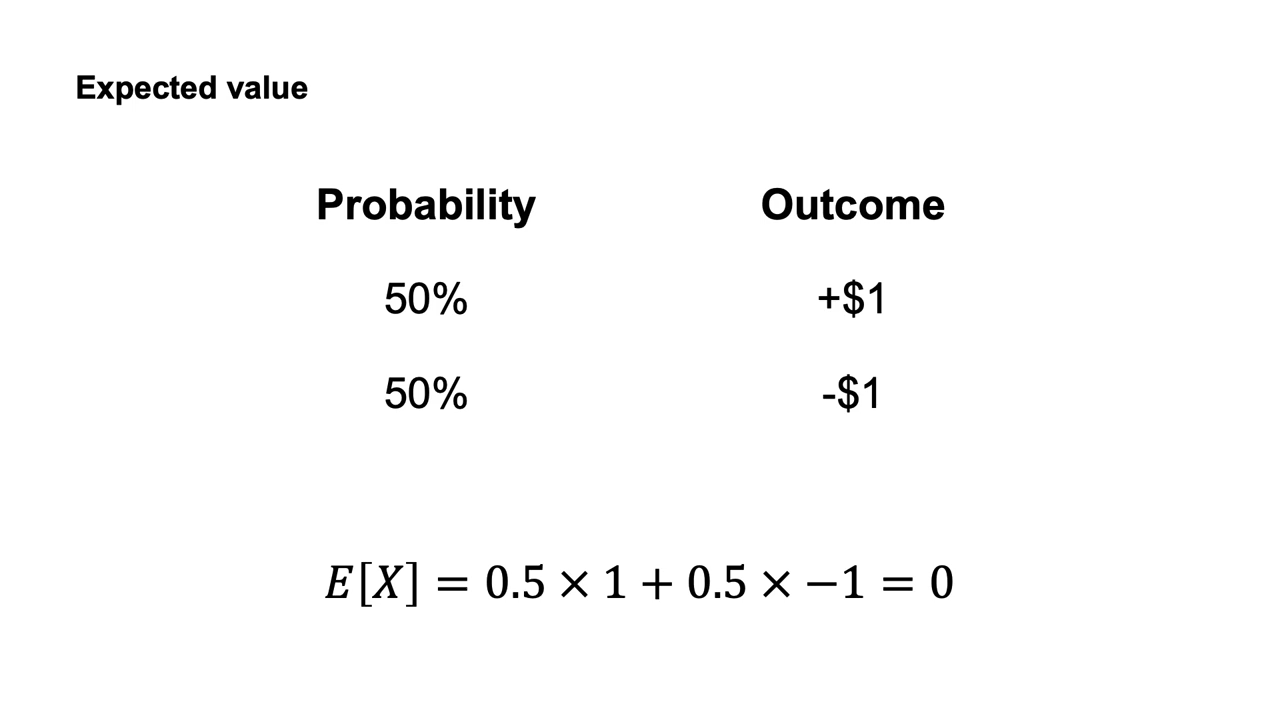 Expected value
Probability Outcome
50% +$1
50% -$1
E[X] = 0.5 × 1 + 0.5 × −1 = 0